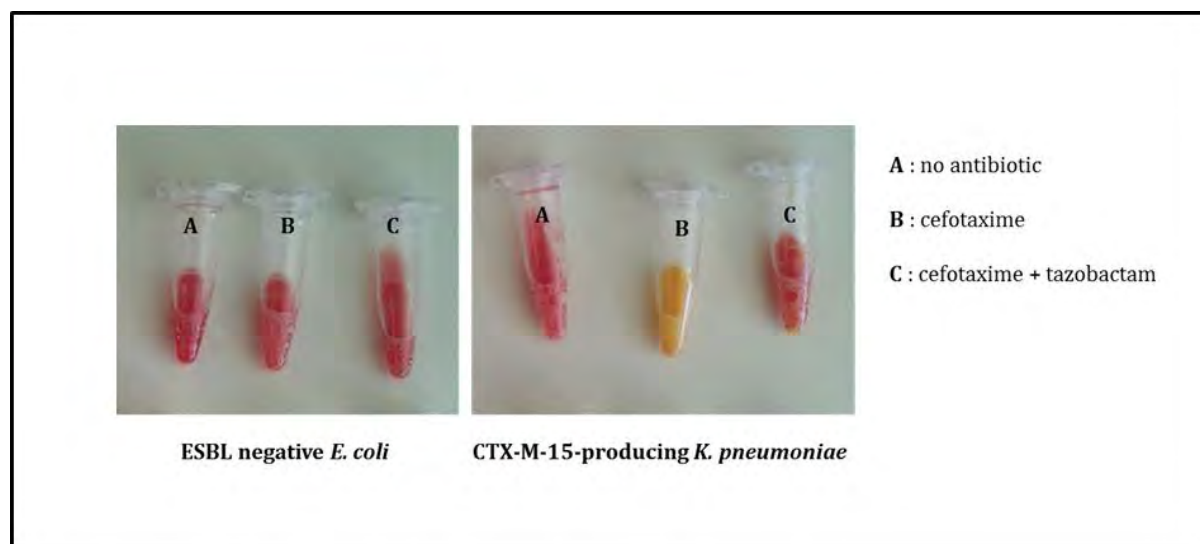 A B C
A B C
A : no antibiotic
B : cefotaxime
C : cefotaxime + tazobactam
ESBL negative E. coli
CTX-M-15-producing K. pneumoniae